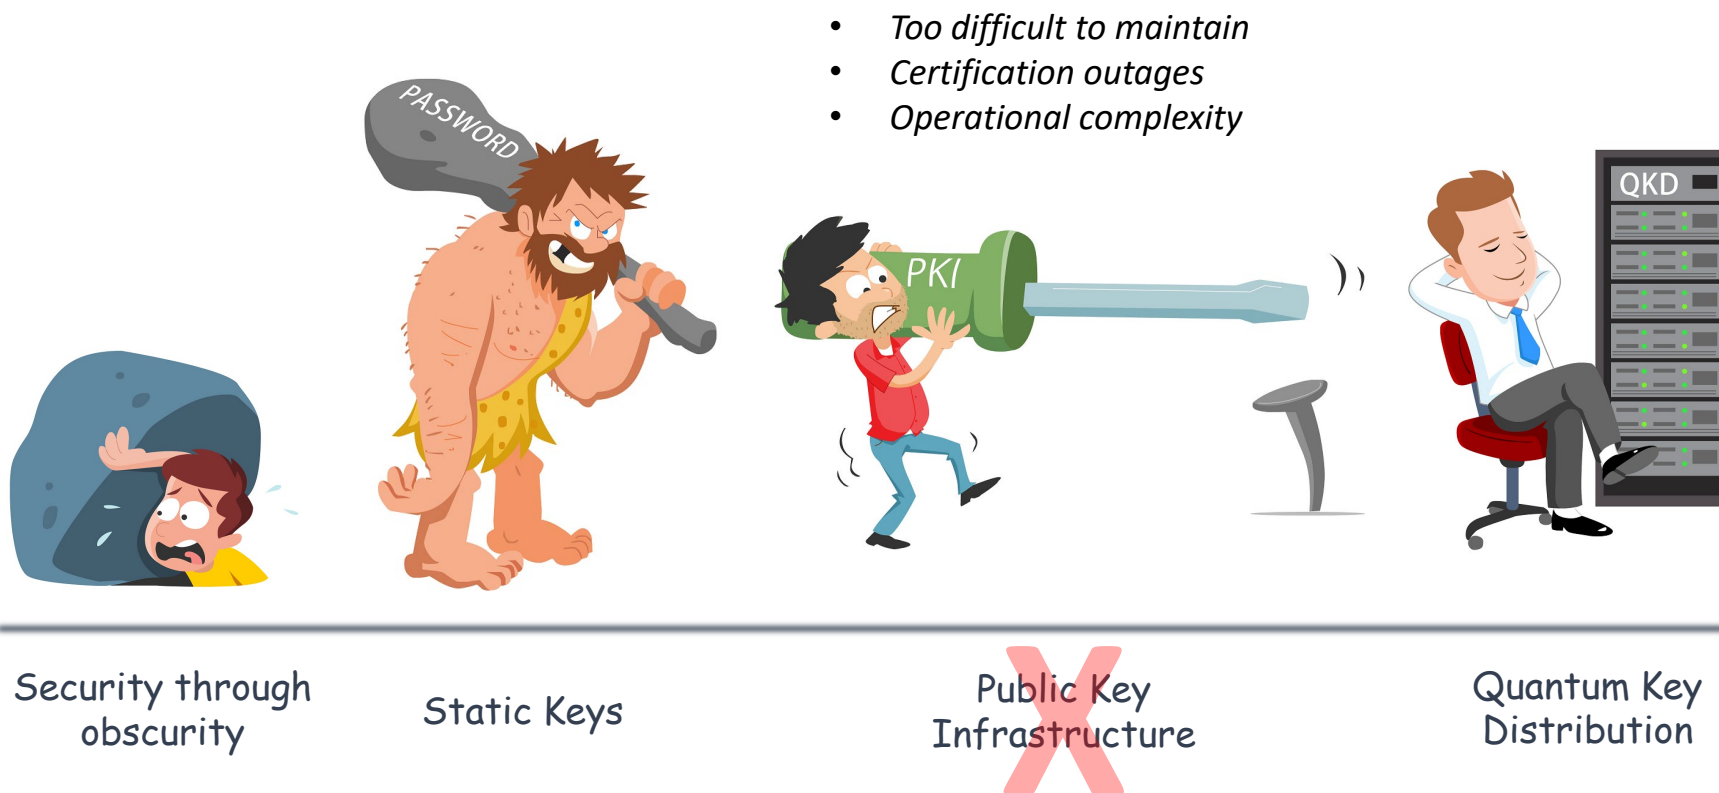 • Too difficult to maintain
• Certification outages
• Operational complexity
PASSWORD
PKI
QKD
Security through
obscurity
Static Keys
Public Key
Infrastructure
X
Quantum Key
Distribution